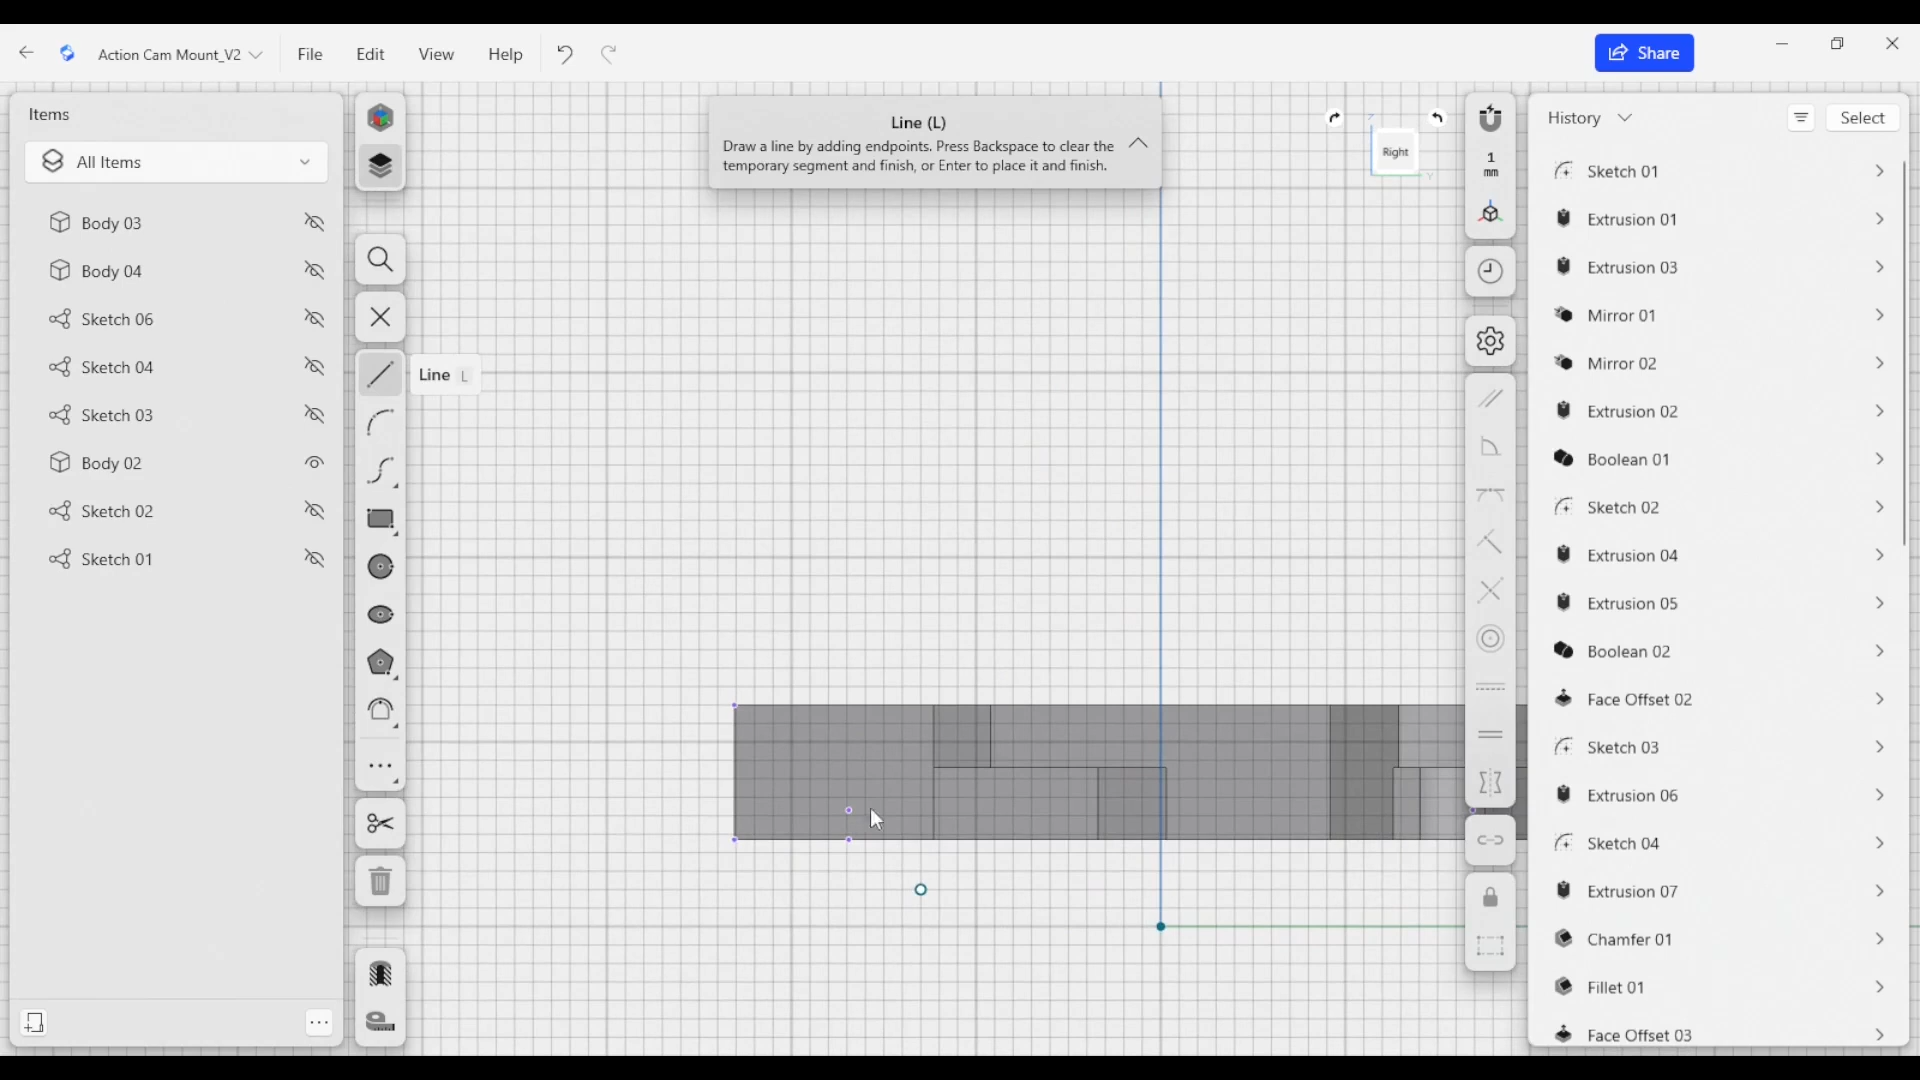 Action Cam Mount_V2
File
Edit
View
Help
Share
Items
All Items
Body 03
Body 04
Sketch 06
Sketch 04
Sketch 03
Body 02
Sketch 02
Sketch 01
Line L
Line (L)
Draw a line by adding endpoints. Press Backspace to clear the
temporary segment and finish, or Enter to place it and finish.
Z
Right
Y
1
mm
History
Select
Sketch 01
Extrusion 01
Extrusion 03
Mirror 01
Mirror 02
Extrusion 02
Boolean 01
Sketch 02
Extrusion 04
Extrusion 05
Boolean 02
Face Offset 02
Sketch 03
Extrusion 06
Sketch 04
Extrusion 07
Chamfer 01
Fillet 01
Face Offset 03